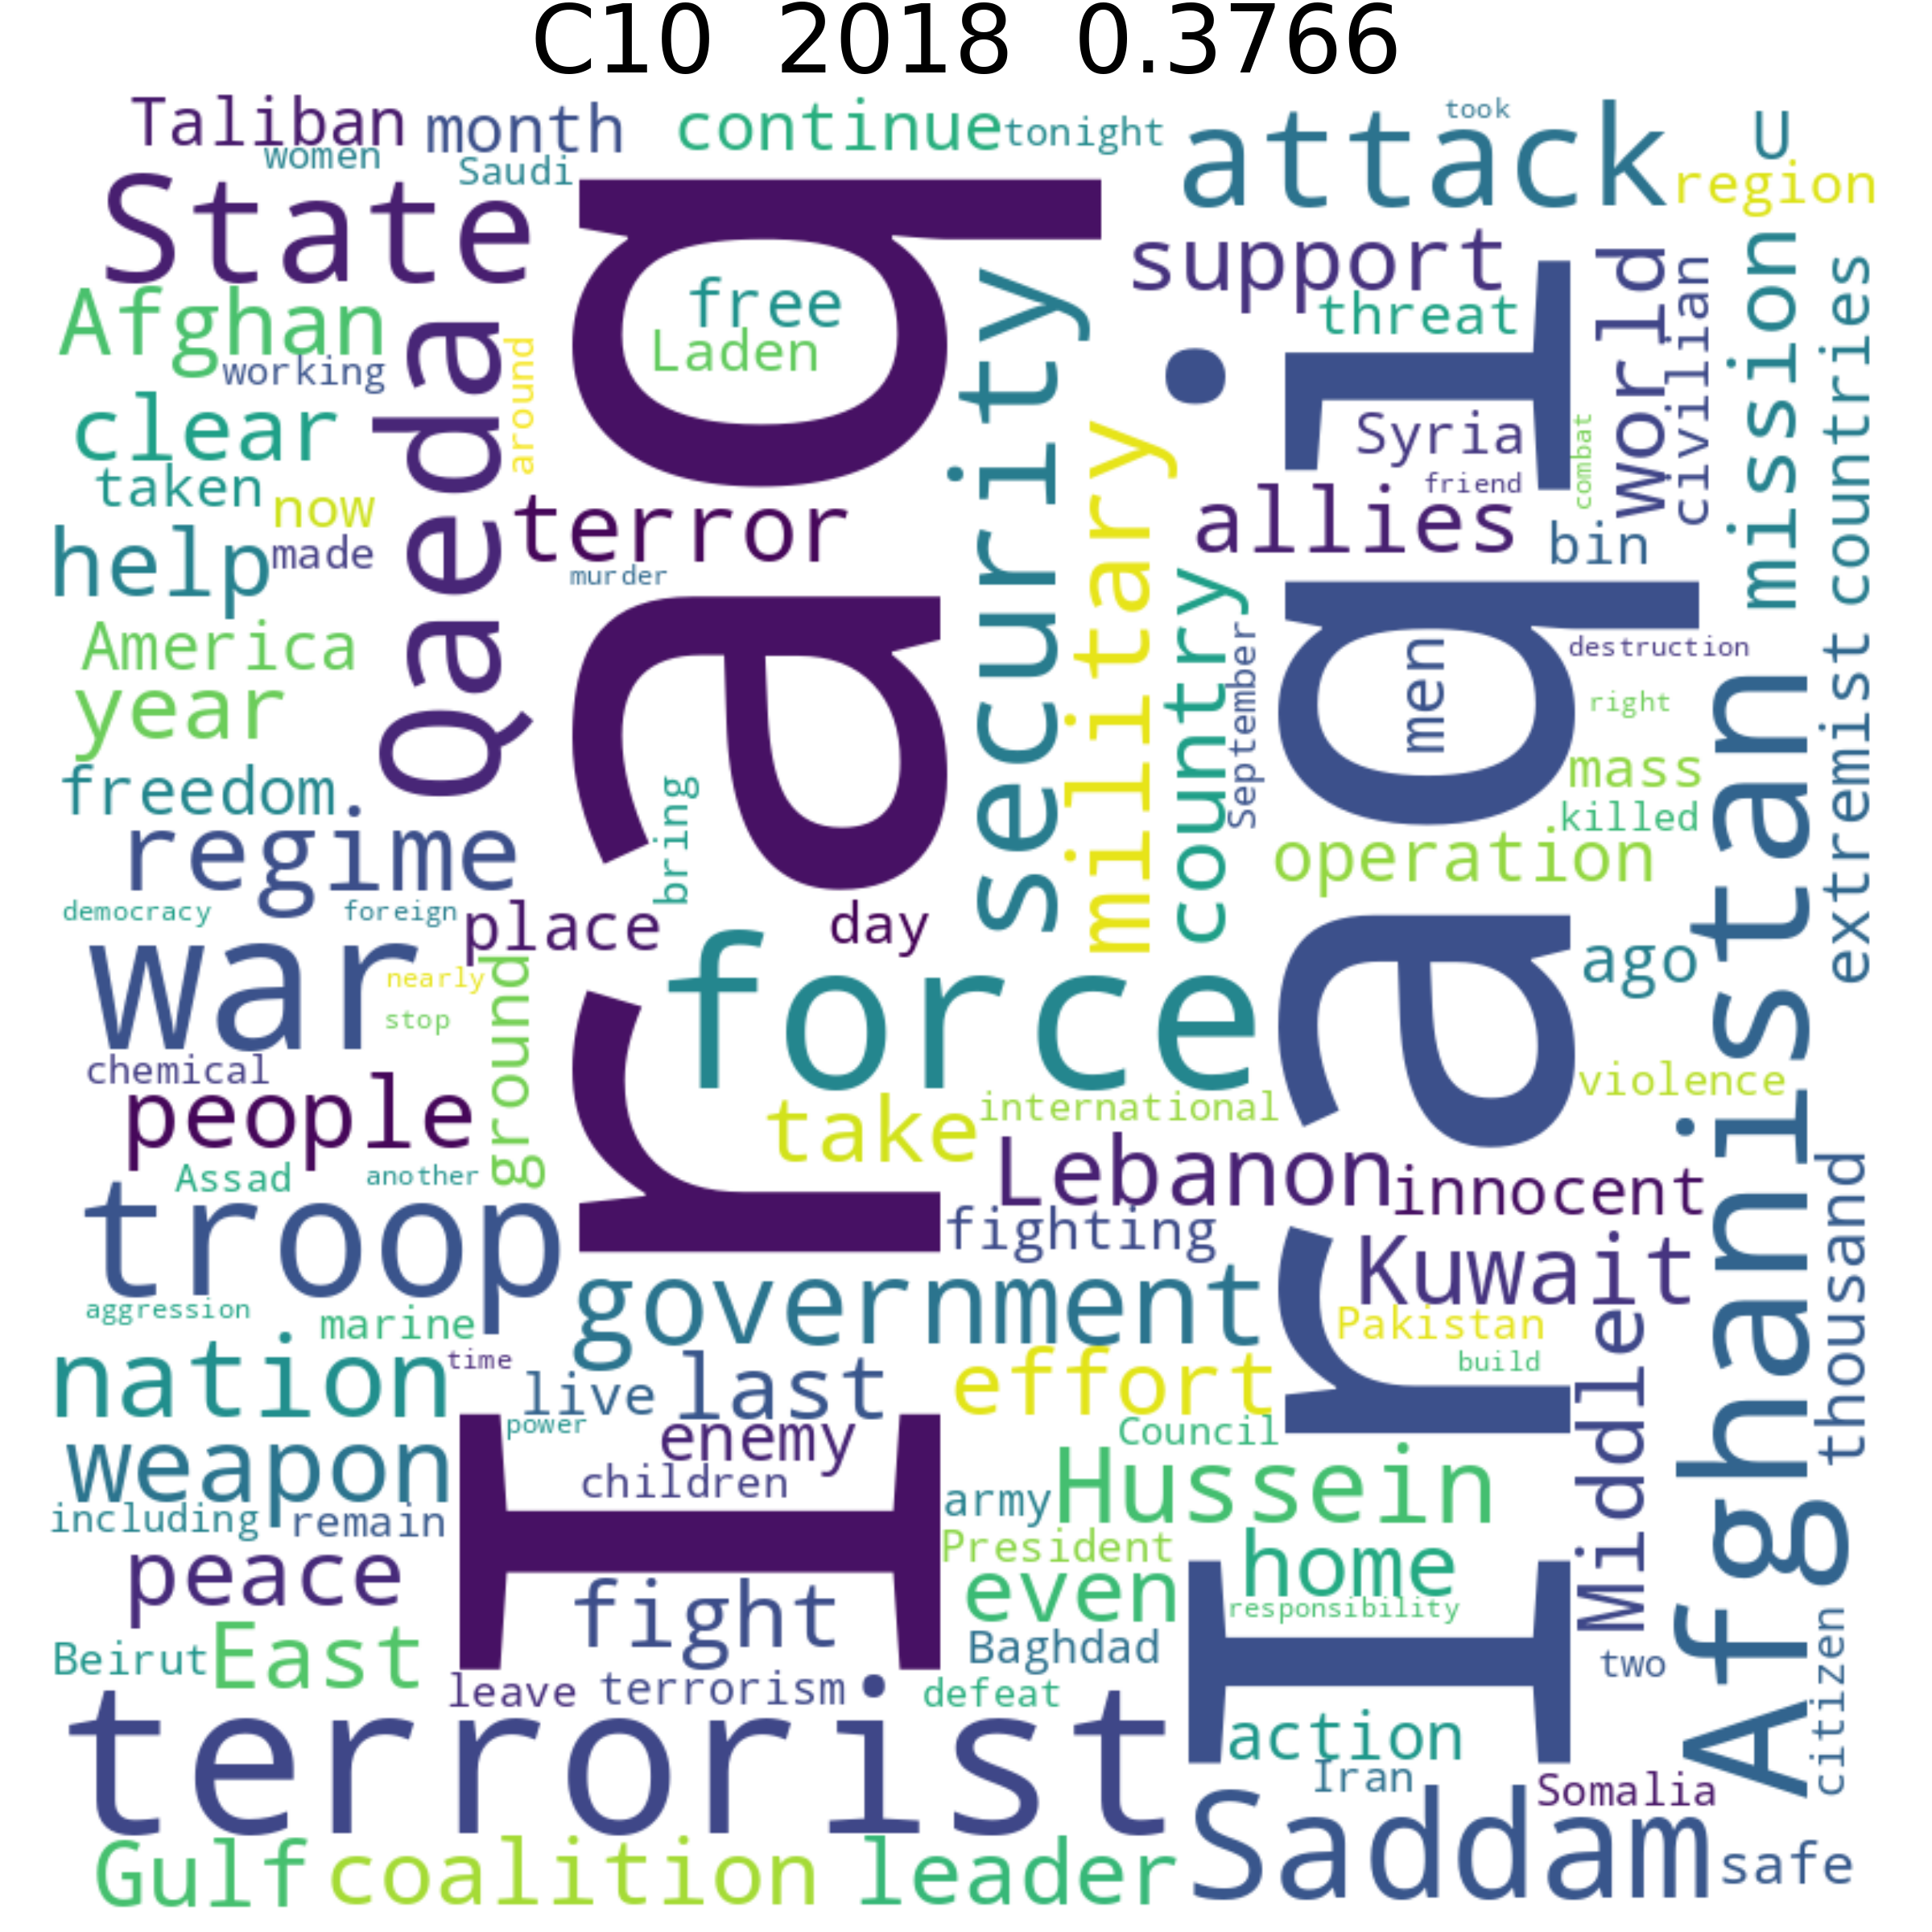 C10 2018 0.3766
Taliban
month
continue
tonight
attack
took
U
women
Saudi
region
State
support
free
threat
Afghan
Laden
working
Qaeda
around
Iraq
security
military
Iraqi
world
civilian
mission
countries
clear
Syria
combat
taken
now
friend
terror
allies
bin
help
made
murder
country
September
men
destruction
America
right
year
mass
freedom
bring
killed
regime
operation
Afghanistan
extremist
democracy
foreign
place
day
war
nearly
force
ago
stop
ground
chemical
violence
people
take
international
Assad
another
Lebanon
innocent
troop
fighting
Kuwait
thousand
aggression
marine
government
Pakistan
nation
time
live
last
effort
build
Middle
power
enemy
Council
weapon
children
army
Hussein
including
remain
President
home
peace
fight
even
responsibility
Beirut
East
Baghdad
two
citizen
leave
terrorism
defeat
terrorist
action
Iran
Somalia
Saddam
Gulf
coalition
leader
safe